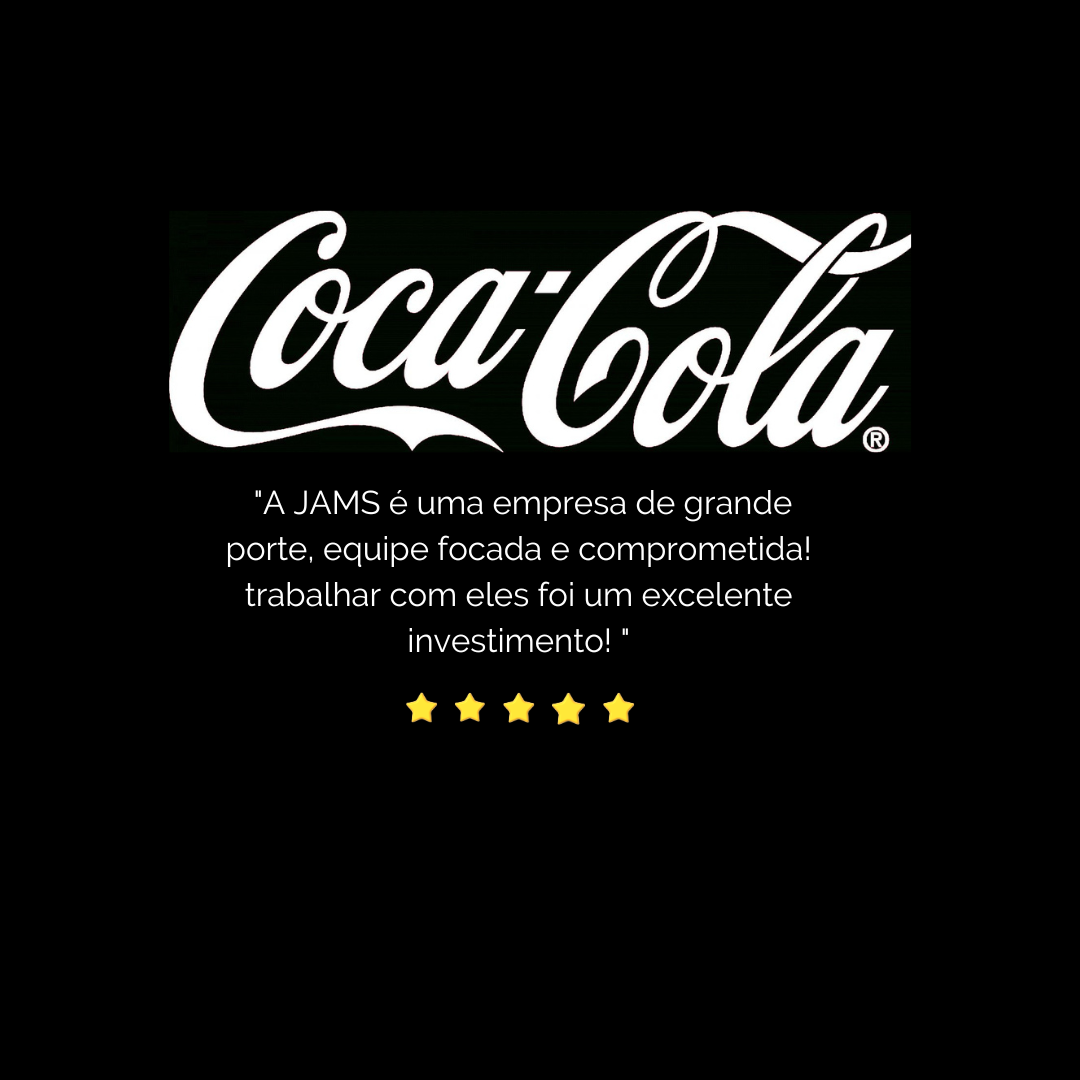 Coca-Cola®
"A JAMS é uma empresa de grande
porte, equipe focada e comprometida!
trabalhar com eles foi um excelente
investimento! "